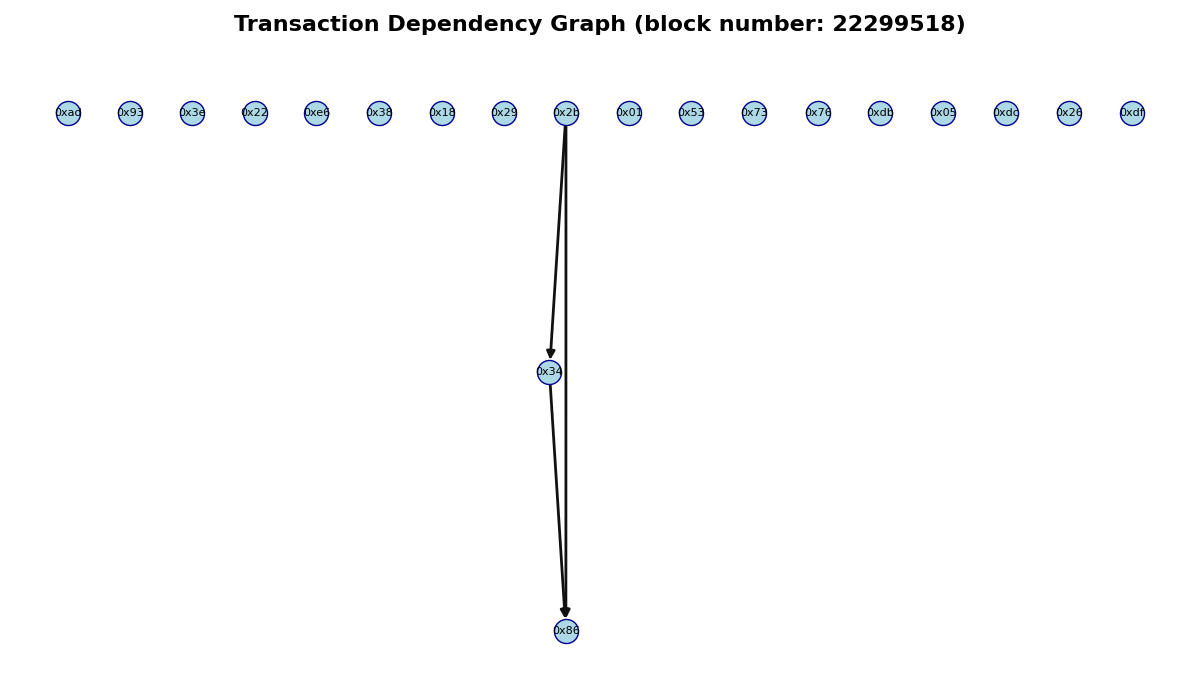 Transaction Dependency Graph (block number: 22299518)
0xad 0x93 0x3e 0x22 0xe6 0x38 0x18 0x29 0x2b 0x01 0x53 0x73 0x76 0xdb 0x05 0xdc 0x26 0xdf
0x34
0x86